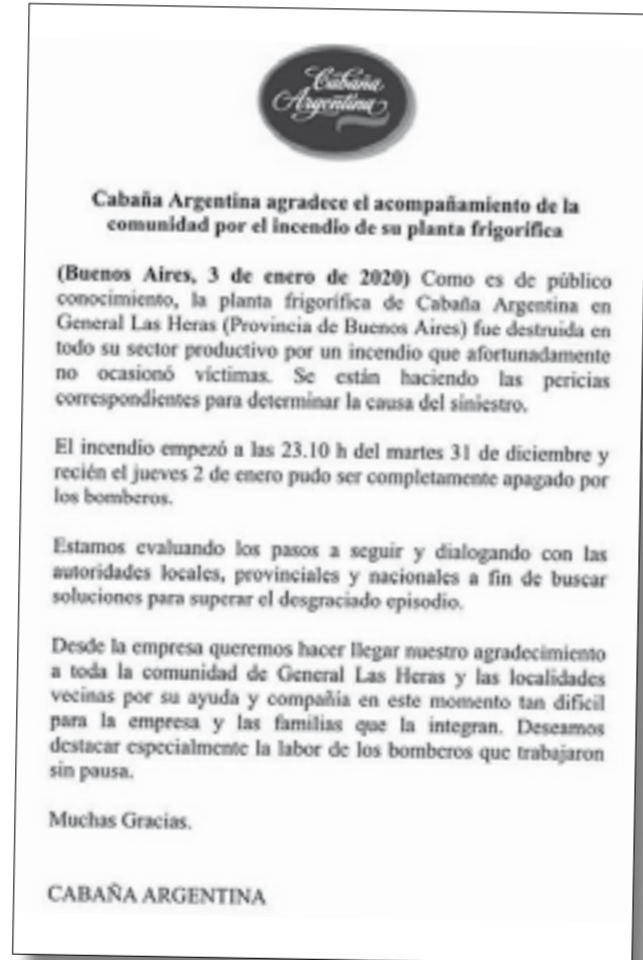 Cabaña
Argentina
Cabaña Argentina agradece el acompañamiento de la
comunidad por el incendio de su planta frigorífica
(Buenos Aires, 3 de enero de 2020) Como es de público
conocimiento, la planta frigorífica de Cabaña Argentina en
General Las Heras (Provincia de Buenos Aires) fue destruida en
todo su sector productivo por un incendio que afortunadamente
no ocasionó víctimas. Se están haciendo las pericias
correspondientes para determinar la causa del siniestro.
El incendio empezó a las 23.10 h del martes 31 de diciembre y
recién el jueves 2 de enero pudo ser completamente apagado por
los bomberos.
Estamos evaluando los pasos a seguir y dialogando con las
autoridades locales, provinciales y nacionales a fin de buscar
soluciones para superar el desgraciado episodio.
Desde la empresa queremos hacer llegar nuestro agradecimiento
a toda la comunidad de General Las Heras y las localidades
vecinas por su ayuda y compañía en este momento tan difícil
para la empresa y las familias que la integran. Deseamos
destacar especialmente la labor de los bomberos que trabajaron
sin pausa.
Muchas Gracias.
CABAÑA ARGENTINA